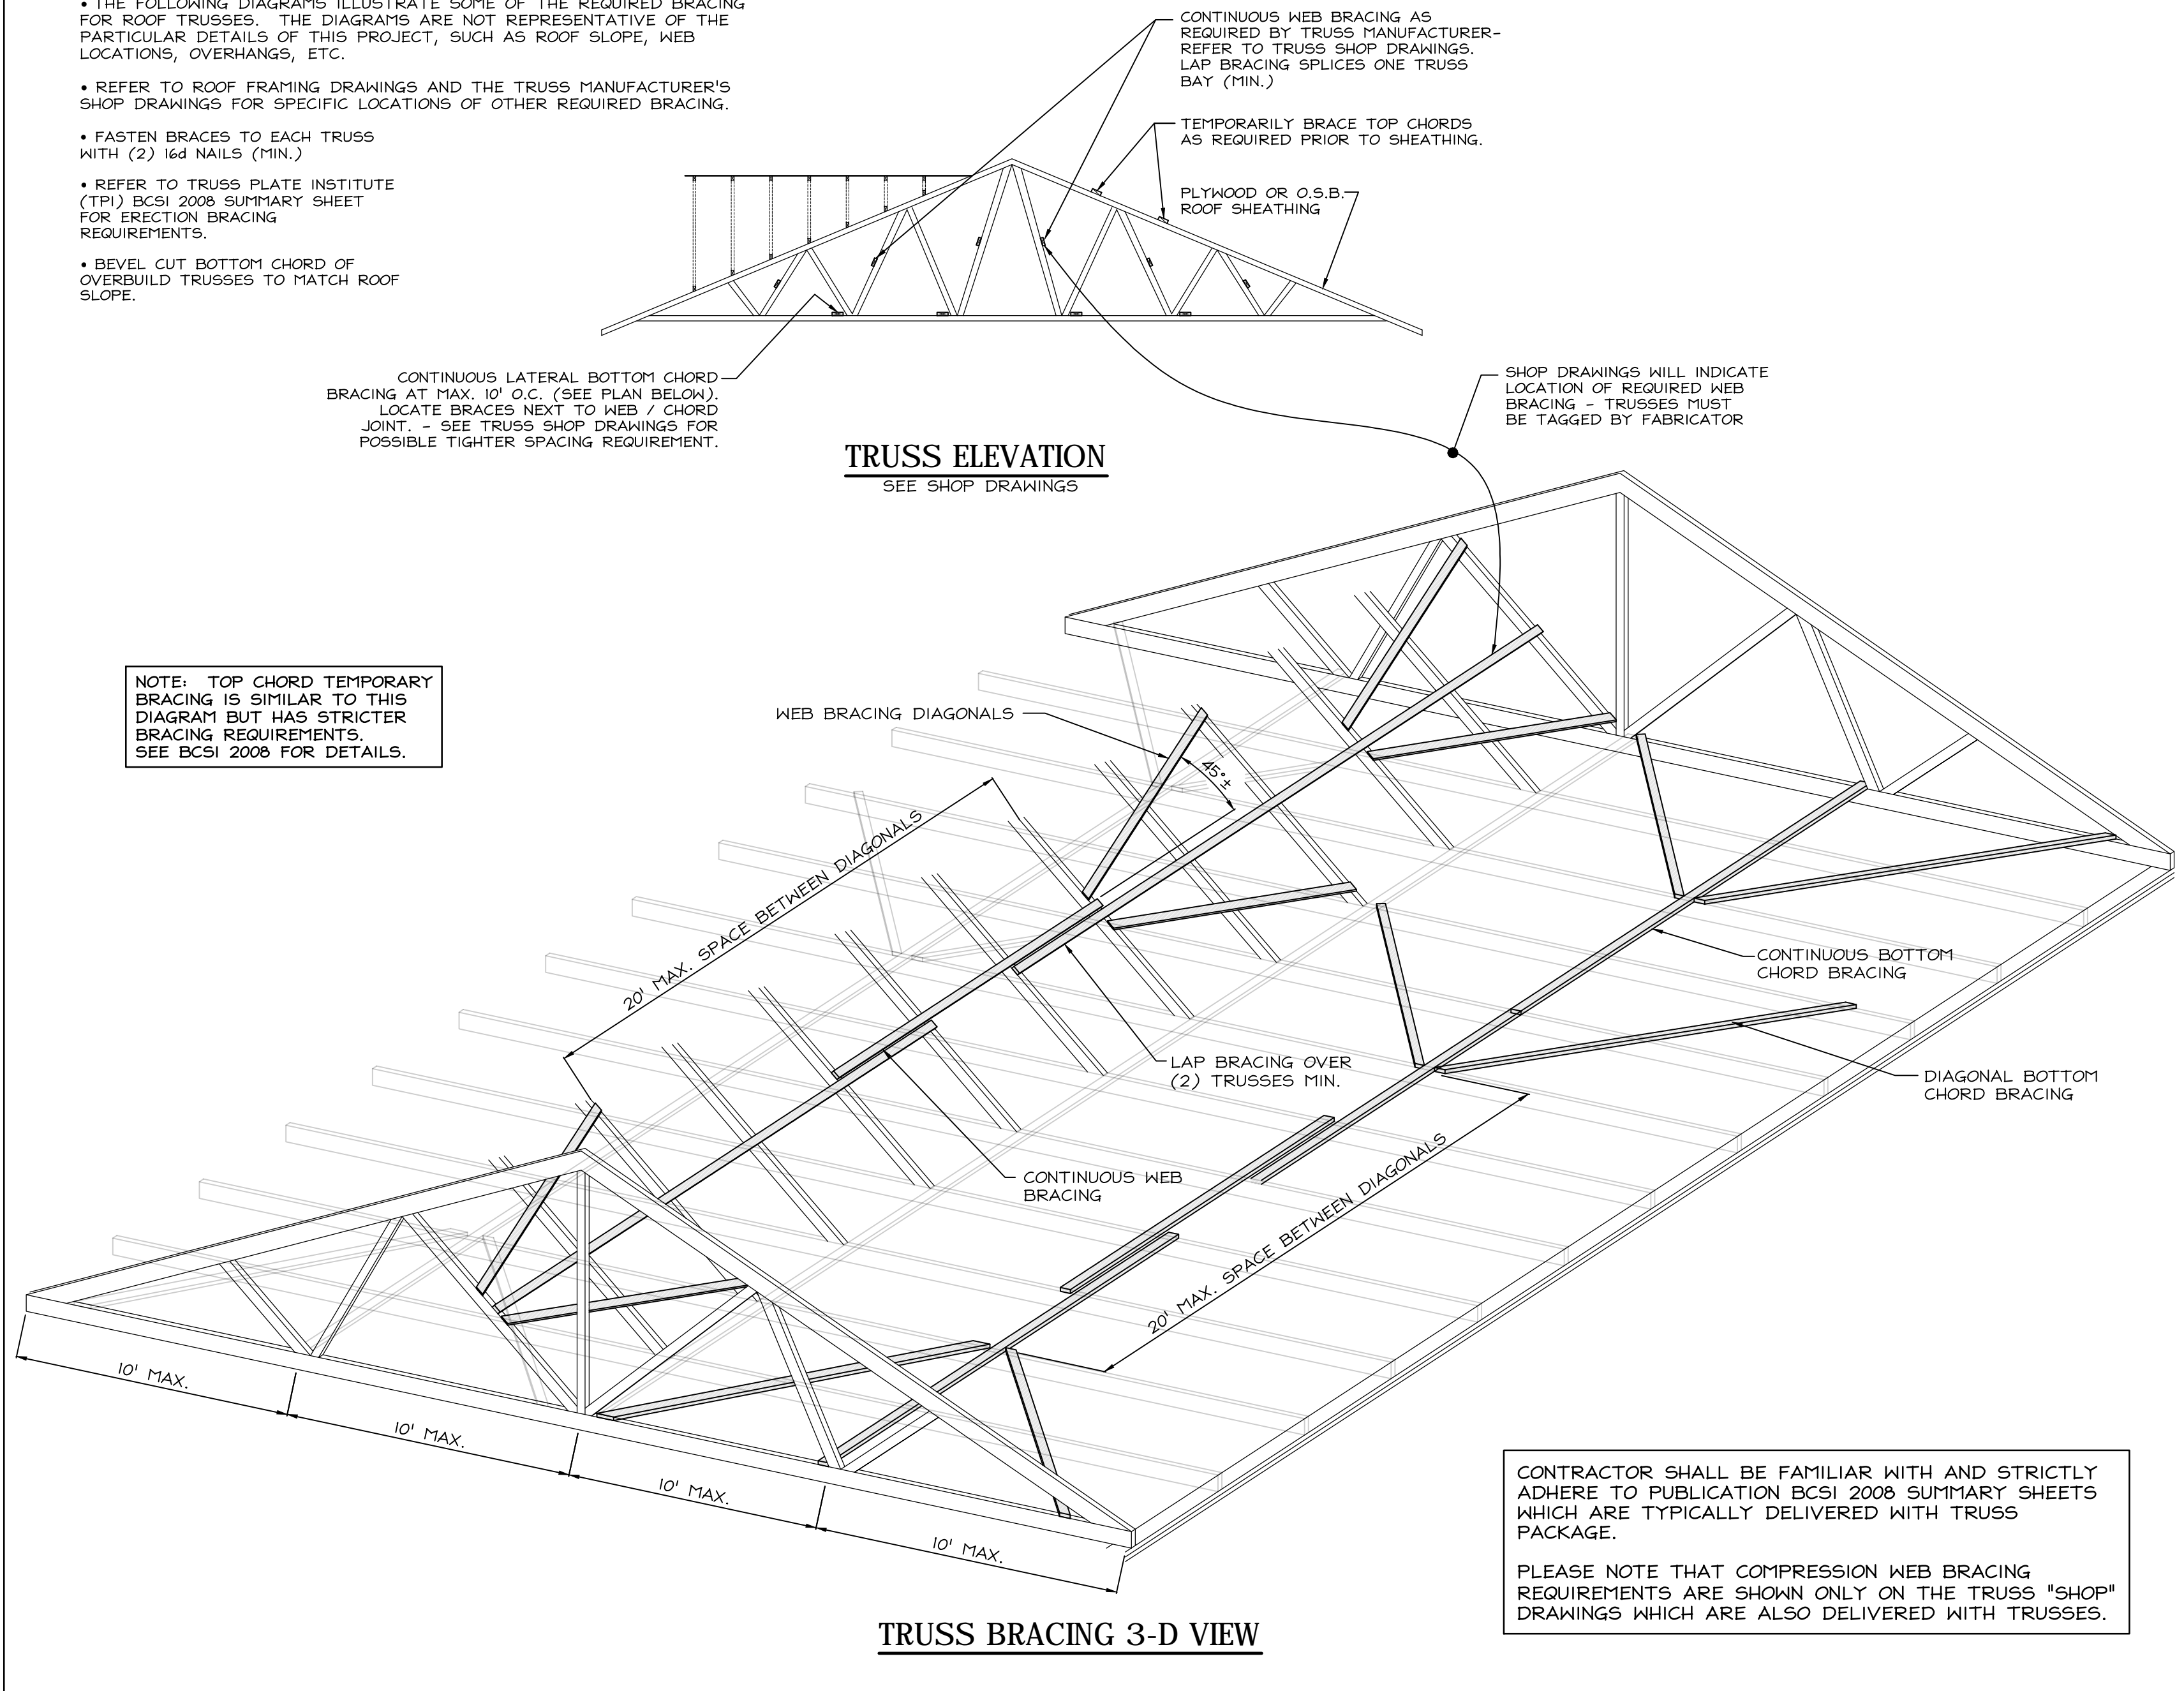 • THE FOLLOWING DIAGRAMS ILLUSTRATE SOME OF THE REQUIRED BRACING
FOR ROOF TRUSSES. THE DIAGRAMS ARE NOT REPRESENTATIVE OF THE
PARTICULAR DETAILS OF THIS PROJECT, SUCH AS ROOF SLOPE, WEB
LOCATIONS, OVERHANGS, ETC.
• REFER TO ROOF FRAMING DRAWINGS AND THE TRUSS MANUFACTURER'S
SHOP DRAWINGS FOR SPECIFIC LOCATIONS OF OTHER REQUIRED BRACING.
• FASTEN BRACES TO EACH TRUSS
WITH (2) 16d NAILS (MIN.)
• REFER TO TRUSS PLATE INSTITUTE
(TPI) BCSI 2008 SUMMARY SHEET
FOR ERECTION BRACING
REQUIREMENTS.
• BEVEL CUT BOTTOM CHORD OF
OVERBUILD TRUSSES TO MATCH ROOF
SLOPE.
CONTINUOUS WEB BRACING AS
REQUIRED BY TRUSS MANUFACTURER-
REFER TO TRUSS SHOP DRAWINGS.
LAP BRACING SPLICES ONE TRUSS
BAY (MIN.)
TEMPORARILY BRACE TOP CHORDS
AS REQUIRED PRIOR TO SHEATHING.
PLYWOOD OR O.S.B.
ROOF SHEATHING
CONTINUOUS LATERAL BOTTOM CHORD
BRACING AT MAX. 10' O.C. (SEE PLAN BELOW).
LOCATE BRACES NEXT TO WEB / CHORD
JOINT. - SEE TRUSS SHOP DRAWINGS FOR
POSSIBLE TIGHTER SPACING REQUIREMENT.
SHOP DRAWINGS WILL INDICATE
LOCATION OF REQUIRED WEB
BRACING - TRUSSES MUST
BE TAGGED BY FABRICATOR
TRUSS ELEVATION
SEE SHOP DRAWINGS
NOTE: TOP CHORD TEMPORARY
BRACING IS SIMILAR TO THIS
DIAGRAM BUT HAS STRICTER
BRACING REQUIREMENTS.
SEE BCSI 2008 FOR DETAILS.
WEB BRACING DIAGONALS
45°±
20' MAX. SPACE BETWEEN DIAGONALS
CONTINUOUS BOTTOM
CHORD BRACING
LAP BRACING OVER
(2) TRUSSES MIN.
DIAGONAL BOTTOM
CHORD BRACING
CONTINUOUS WEB
BRACING
20' MAX. SPACE BETWEEN DIAGONALS
10' MAX.
10' MAX.
10' MAX.
10' MAX.
CONTRACTOR SHALL BE FAMILIAR WITH AND STRICTLY
ADHERE TO PUBLICATION BCSI 2008 SUMMARY SHEETS
WHICH ARE TYPICALLY DELIVERED WITH TRUSS
PACKAGE.
PLEASE NOTE THAT COMPRESSION WEB BRACING
REQUIREMENTS ARE SHOWN ONLY ON THE TRUSS "SHOP"
DRAWINGS WHICH ARE ALSO DELIVERED WITH TRUSSES.
TRUSS BRACING 3-D VIEW